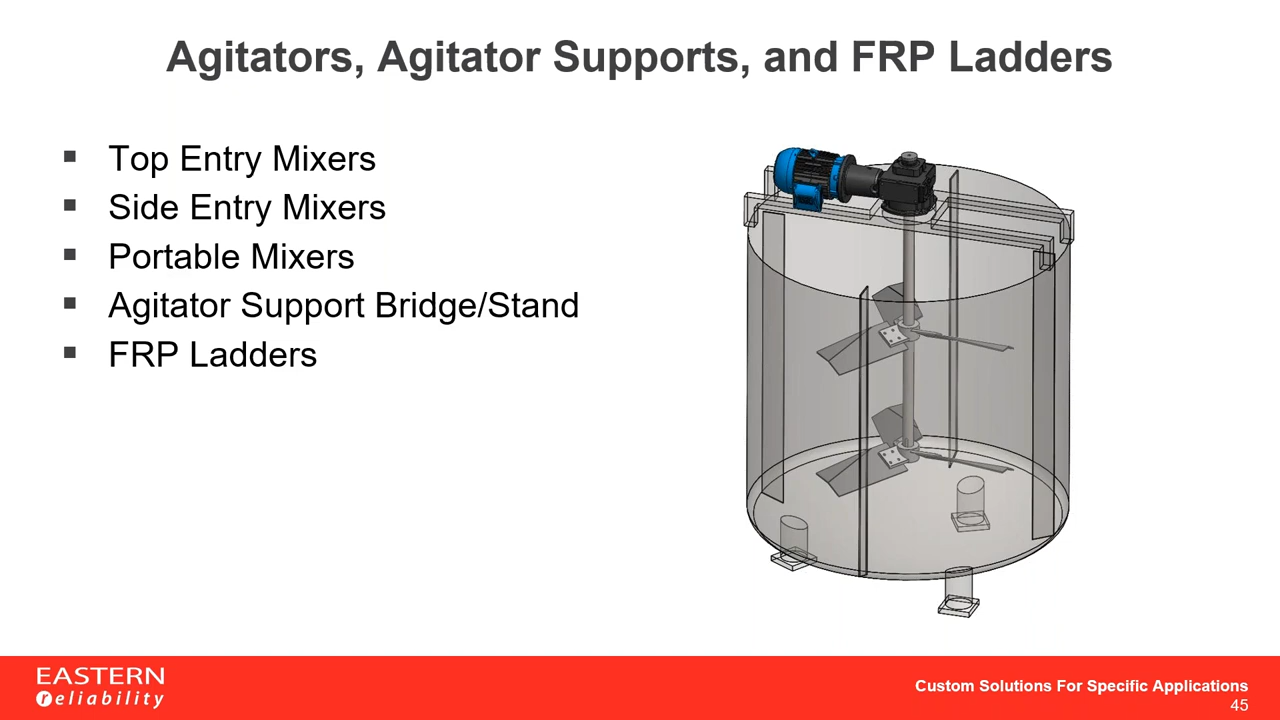 Agitators, Agitator Supports, and FRP Ladders
▪ Top Entry Mixers
▪ Side Entry Mixers
▪ Portable Mixers
▪ Agitator Support Bridge/Stand
▪ FRP Ladders
EASTERN
reliability
Custom Solutions For Specific Applications
45